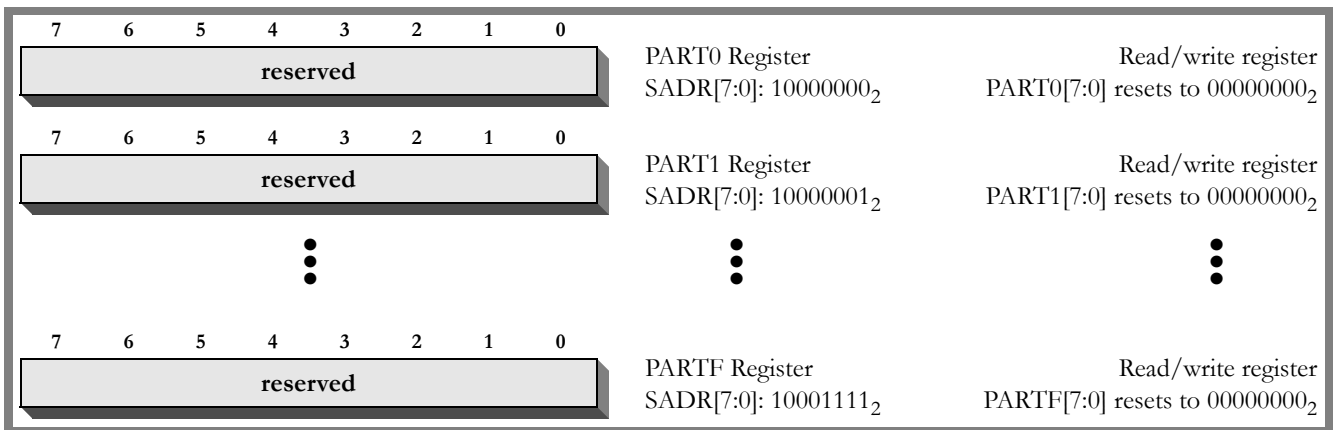 7 6 5 4 3 2 1 0
reserved
PART0 Register
SADR[7:0]: 10000000₂
Read/write register
PART0[7:0] resets to 00000000₂
7 6 5 4 3 2 1 0
reserved
PART1 Register
SADR[7:0]: 10000001₂
Read/write register
PART1[7:0] resets to 00000000₂
7 6 5 4 3 2 1 0
reserved
PARTF Register
SADR[7:0]: 10001111₂
Read/write register
PARTF[7:0] resets to 00000000₂